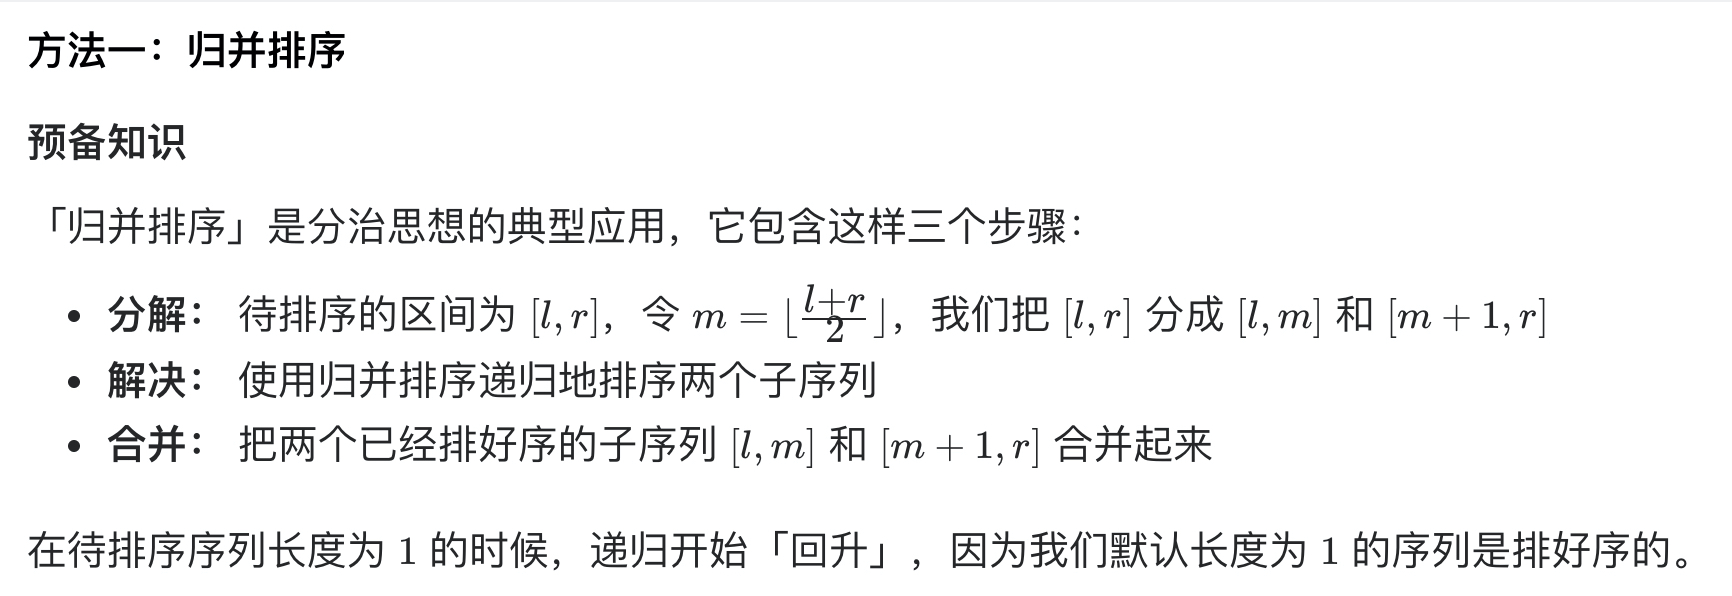 方法一：归并排序
预备知识
「归并排序」是分治思想的典型应用，它包含这样三个步骤：
• 分解： 待排序的区间为 [l, r]，令 m = ⌊(l+r)/2⌋，我们把 [l, r] 分成 [l, m] 和 [m + 1, r]
• 解决： 使用归并排序递归地排序两个子序列
• 合并： 把两个已经排好序的子序列 [l, m] 和 [m + 1, r] 合并起来
在待排序序列长度为 1 的时候，递归开始「回升」，因为我们默认长度为 1 的序列是排好序的。